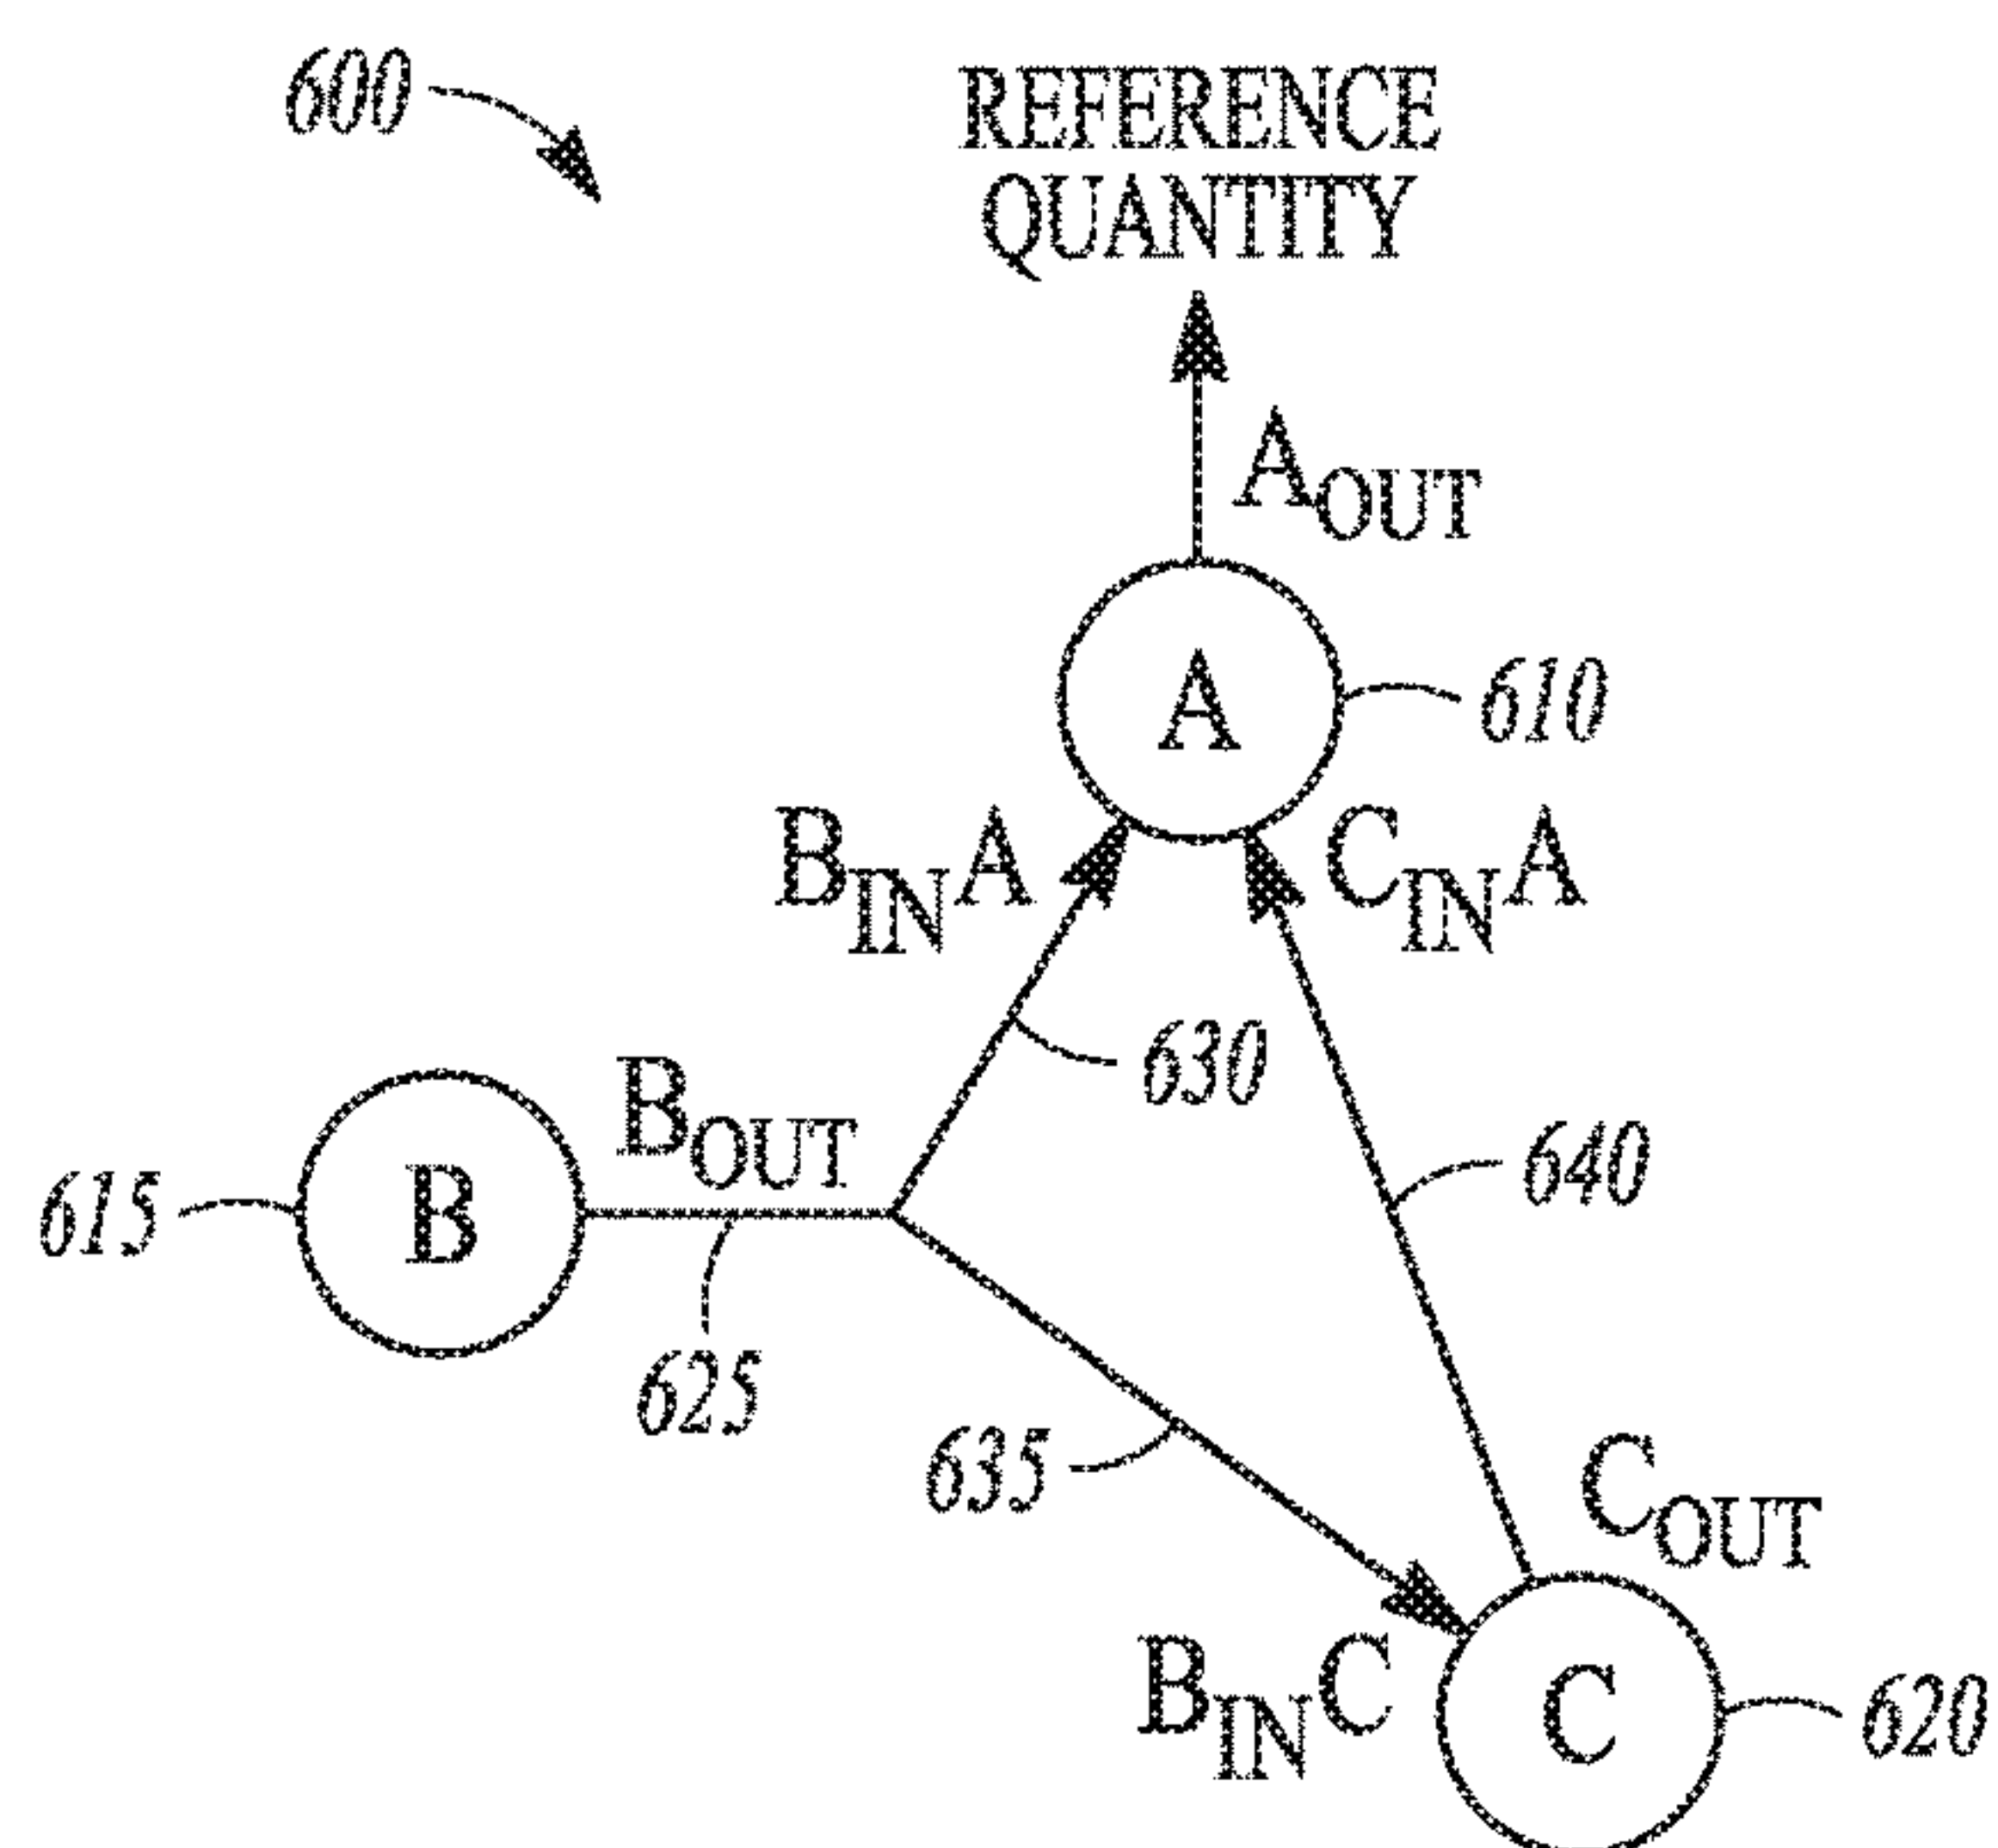 600
REFERENCE
QUANTITY
AOUT
A
610
BINA
CINA
630
BOUT
640
615
B
625
635
COUT
BINC
C
620